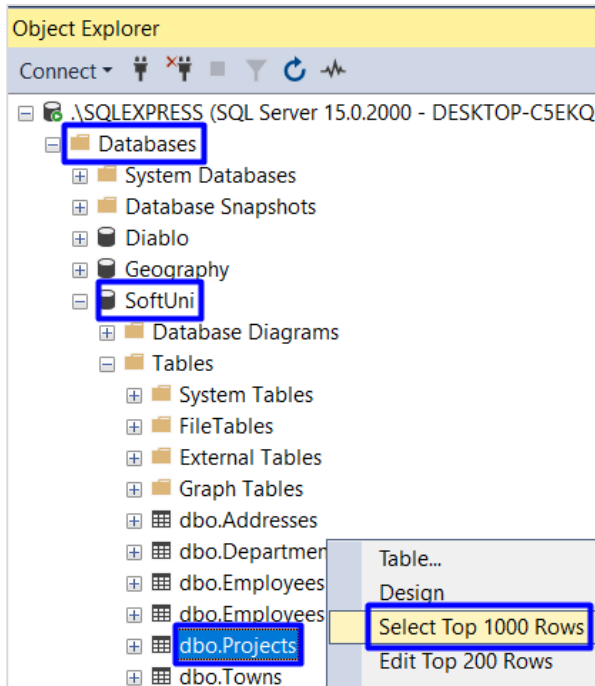 Object Explorer
Connect
.\SQLEXPRESS (SQL Server 15.0.2000 - DESKTOP-C5EKQ
Databases
System Databases
Database Snapshots
Diablo
Geography
SoftUni
Database Diagrams
Tables
System Tables
FileTables
External Tables
Graph Tables
dbo.Addresses
dbo.Departmen
Table...
dbo.Employees
Design
dbo.Employees
Select Top 1000 Rows
dbo.Projects
Edit Top 200 Rows
dbo.Towns